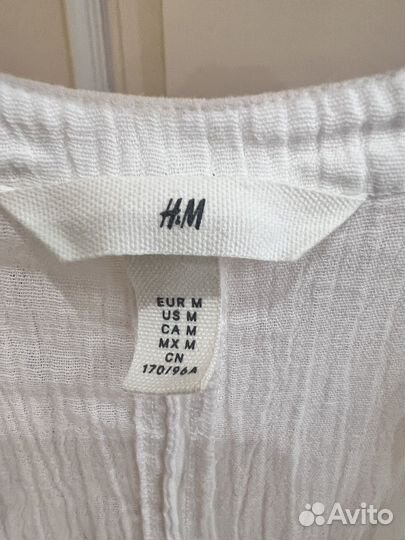 H&M
EUR M
US M
CA M
MX M
CN
170/96A
Avito